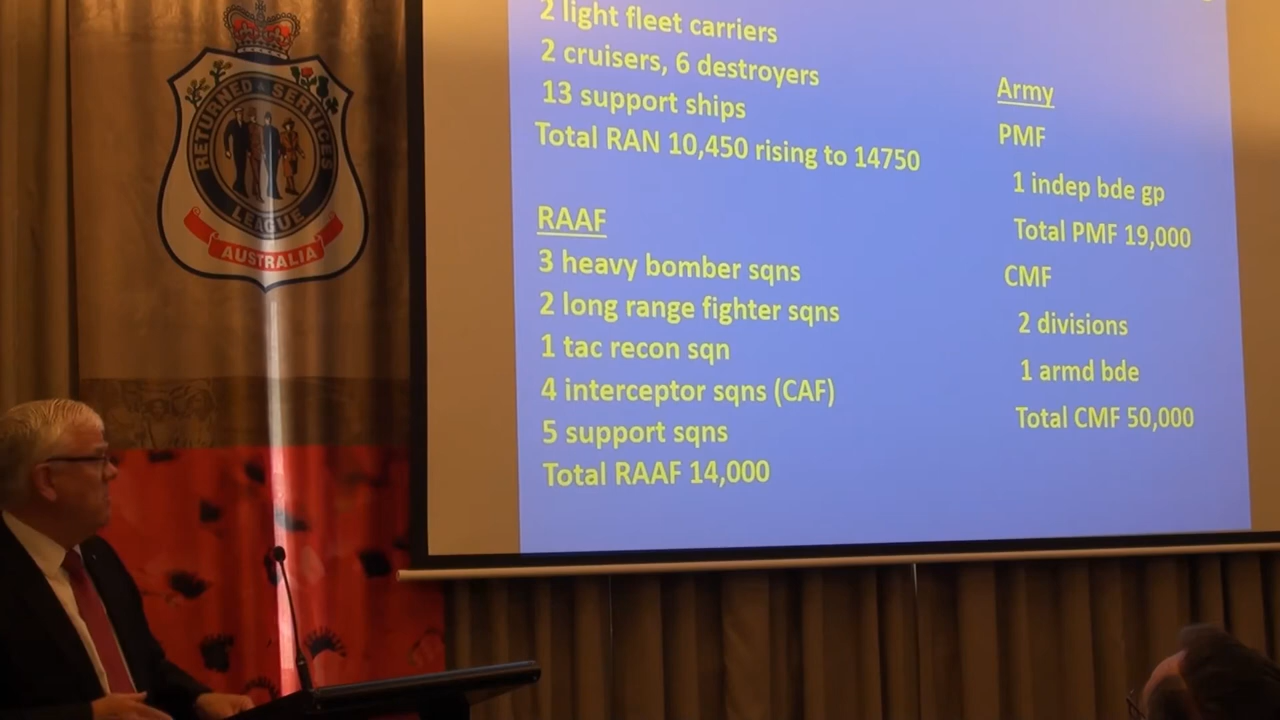 RETURNED & SERVICES
LEAGUE
AUSTRALIA
2 light fleet carriers
2 cruisers, 6 destroyers
13 support ships
Total RAN 10,450 rising to 14750
RAAF
3 heavy bomber sqns
2 long range fighter sqns
1 tac recon sqn
4 interceptor sqns (CAF)
5 support sqns
Total RAAF 14,000
Army
PMF
1 indep bde gp
Total PMF 19,000
CMF
2 divisions
1 armd bde
Total CMF 50,000